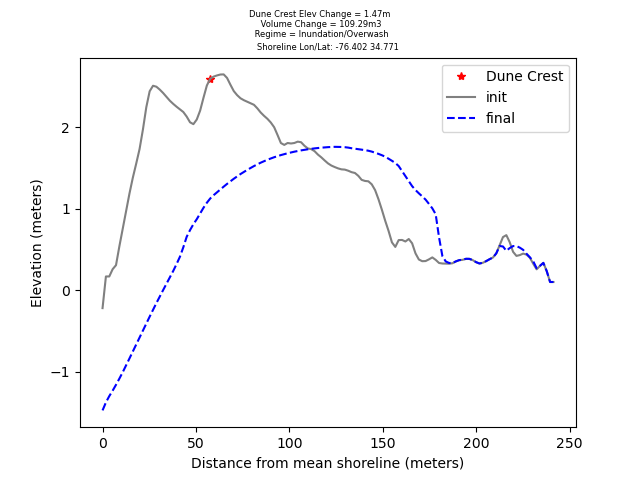 Dune Crest Elev Change = 1.47m
Volume Change = 109.29m3
Regime = Inundation/Overwash
Shoreline Lon/Lat: -76.402 34.771
Dune Crest
init
final
2
1
0
−1
Elevation (meters)
0 50 100 150 200 250
Distance from mean shoreline (meters)